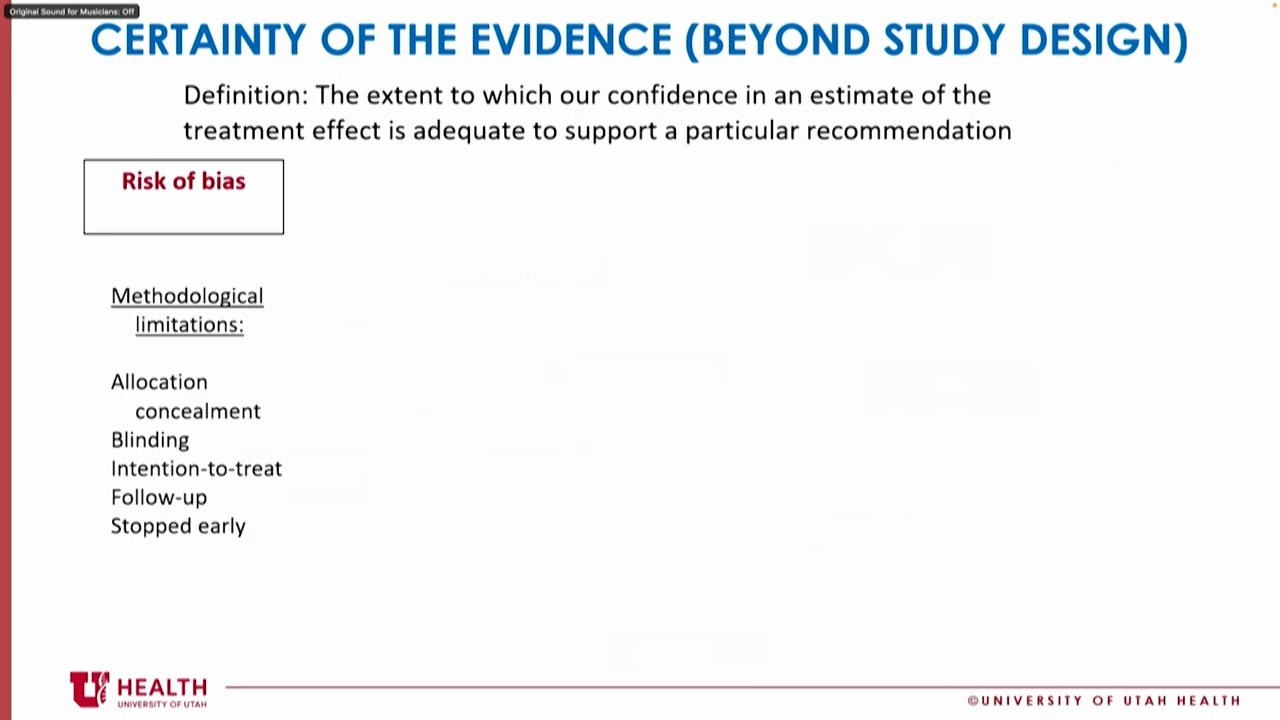 Original Sound for Musicians: Off
CERTAINTY OF THE EVIDENCE (BEYOND STUDY DESIGN)
Definition: The extent to which our confidence in an estimate of the
treatment effect is adequate to support a particular recommendation
Risk of bias
Methodological
limitations:
Allocation
concealment
Blinding
Intention-to-treat
Follow-up
Stopped early
U HEALTH
UNIVERSITY OF UTAH
©UNIVERSITY OF UTAH HEALTH